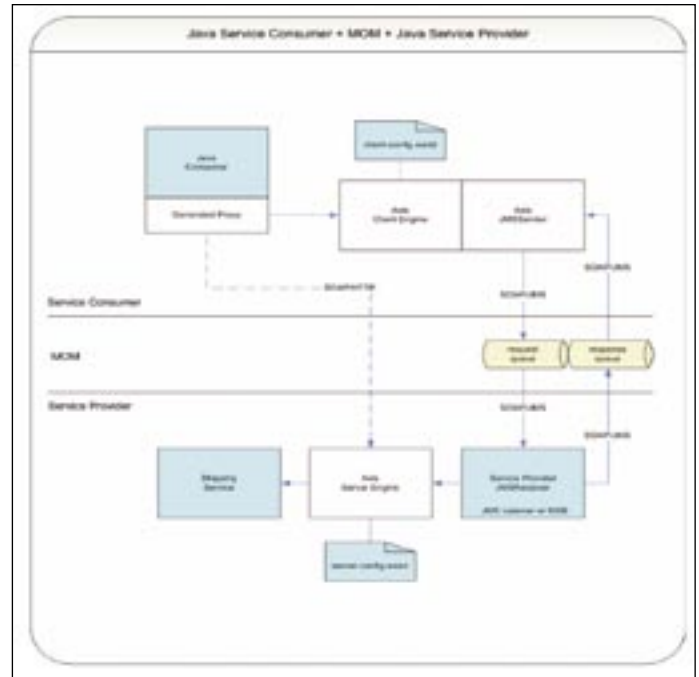 Java Service Consumer + MOM + Java Service Provider
client-config.wsdd
Java
Generated Proxy
Axis
Client Engine
Axis
JMSSender
SOAP/JMS
SOAP/JMS
Service Consumer
MOM
request
queue
response
queue
Service Provider
SOAP/JMS
SOAP/JMS
Shipping
Service
Axis
Server Engine
Service Provider
JMSReceiver
server-config.wsdd